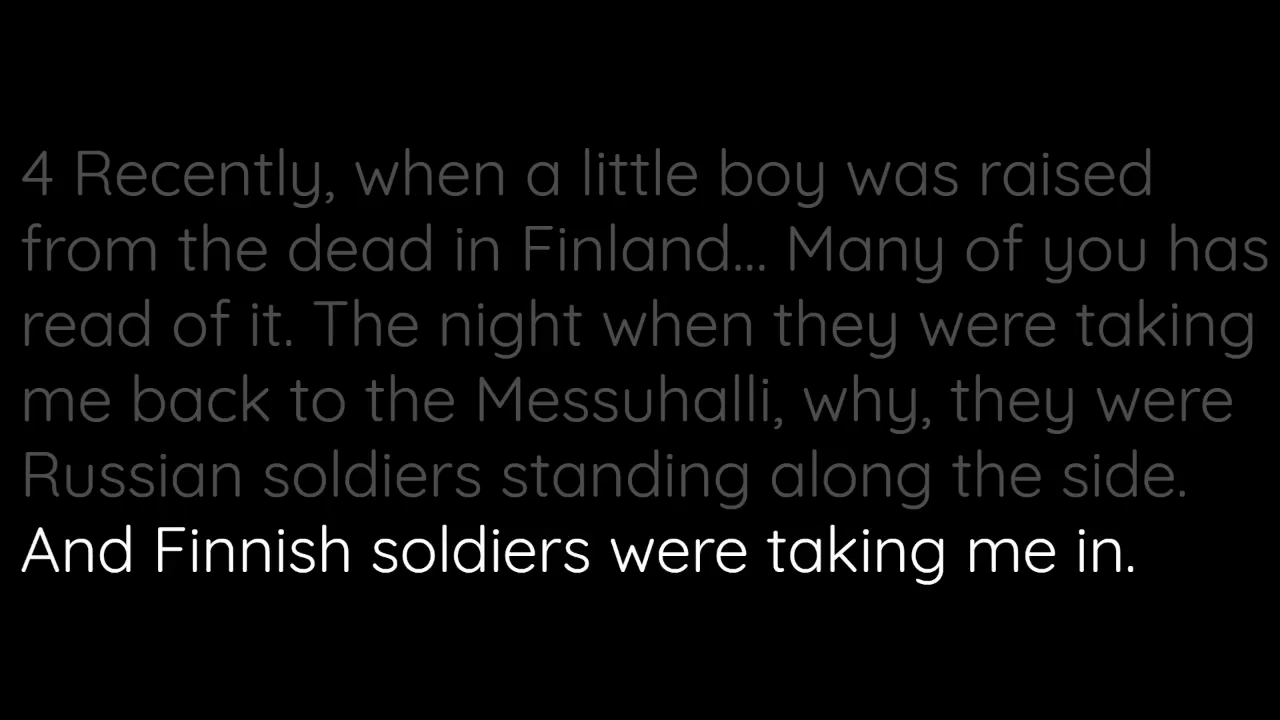 4 Recently, when a little boy was raised
from the dead in Finland... Many of you has
read of it. The night when they were taking
me back to the Messuhalli, why, they were
Russian soldiers standing along the side.
And Finnish soldiers were taking me in.